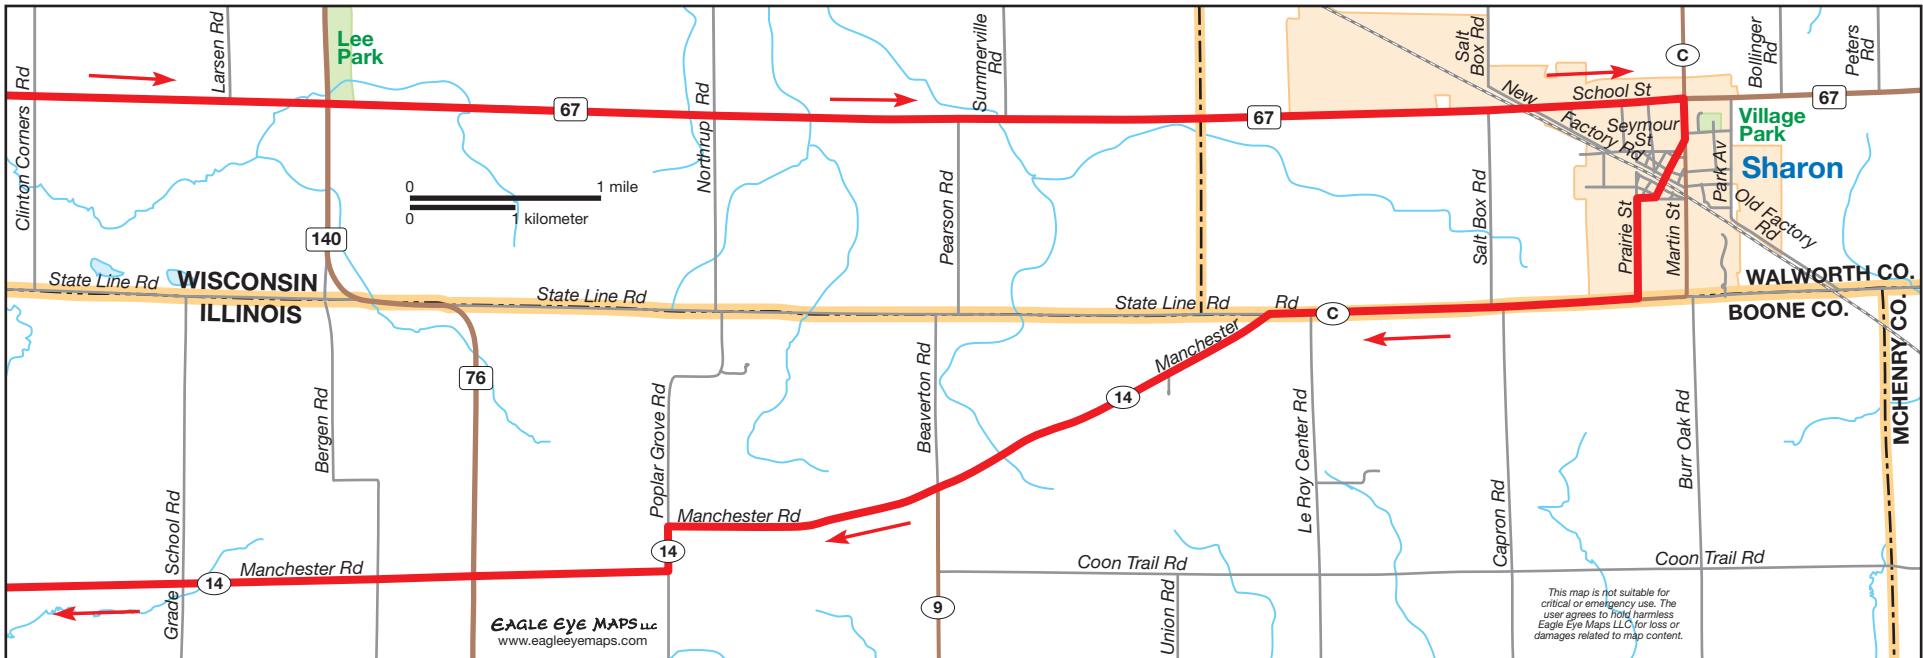 Clinton Corners Rd
Larsen Rd
Lee
Park
Northrup Rd
Summerville
Rd
Salt
Box Rd
C
Bollinger
Rd
Peters
Rd
67
67
67
School St
New
Factory Rd
Seymour
St
Village
Park
Sharon
Park Av
Old Factory
Rd
Prairie St
Martin St
Salt Box Rd
Pearson Rd
0
1 mile
0
1 kilometer
140
State Line Rd
WISCONSIN
ILLINOIS
State Line Rd
State Line Rd
Rd
C
WALWORTH CO.
BOONE CO.
MCHENRY CO.
76
Bergen Rd
Poplar Grove Rd
Beaverton Rd
Manchester
14
Le Roy Center Rd
Capron Rd
Burr Oak Rd
Grade School Rd
Manchester Rd
14
Manchester Rd
14
9
Coon Trail Rd
Coon Trail Rd
Union Rd
EAGLE EYE MAPS LLC
www.eagleeyemaps.com
This map is not suitable for
critical or emergency use. The
user agrees to hold harmless
Eagle Eye Maps LLC for loss or
damages related to map content.